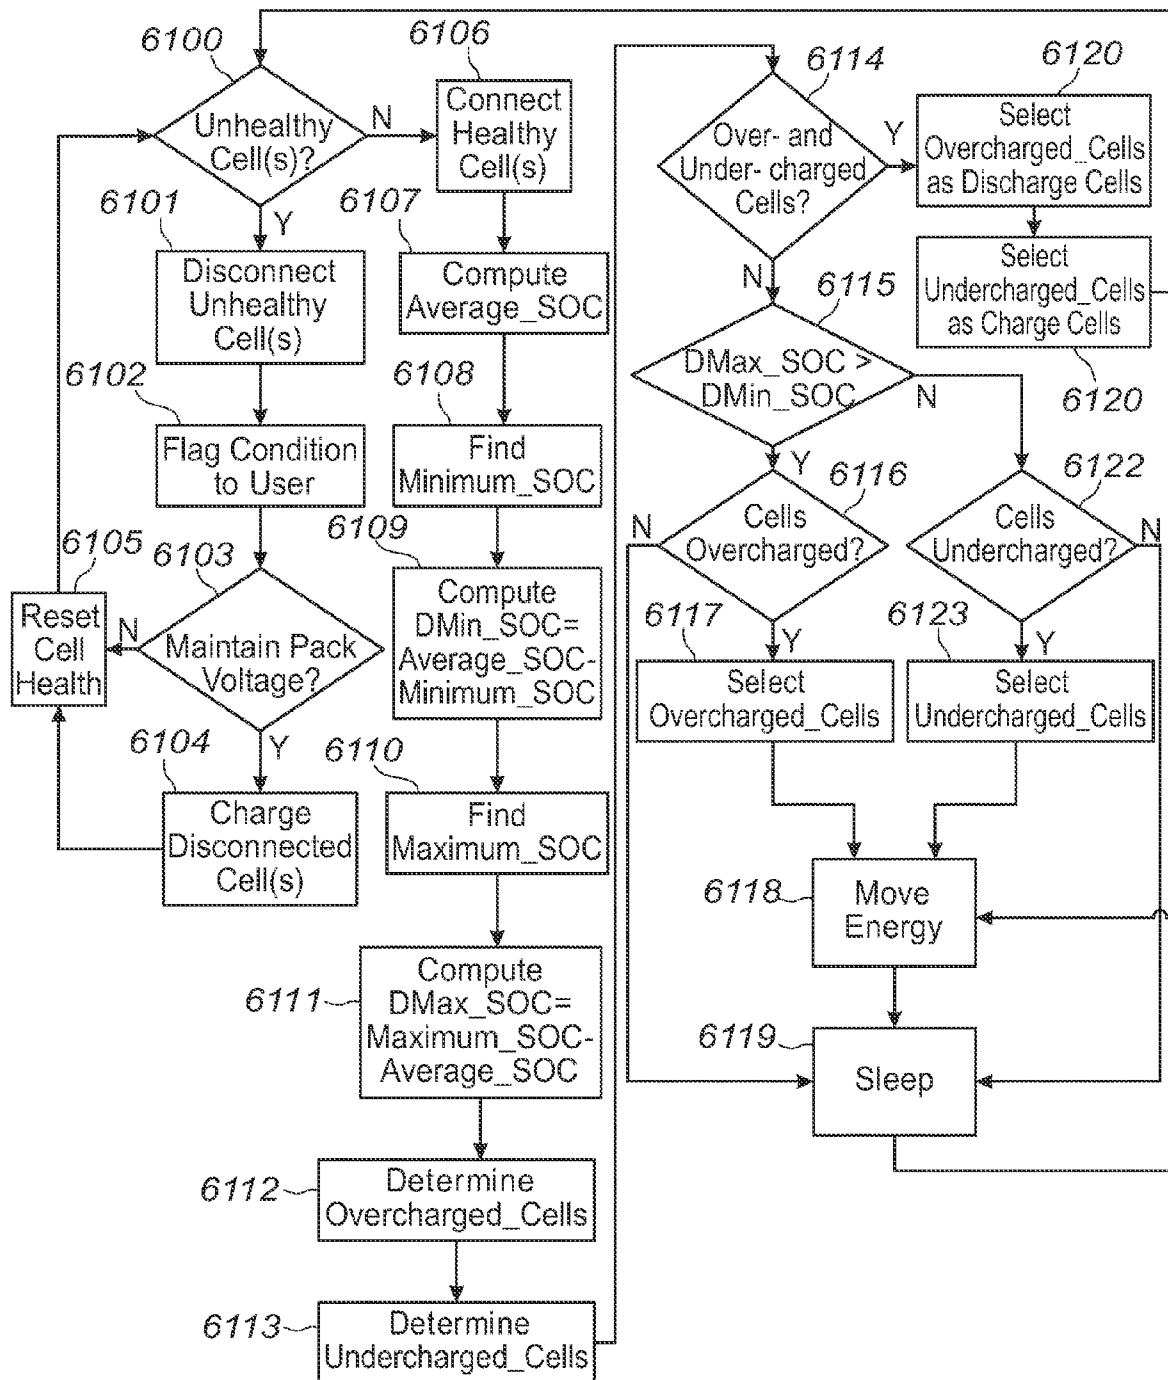 6100
Unhealthy
Cell(s)?
N
Y
6101
Disconnect
Unhealthy
Cell(s)
6102
Flag Condition
to User
6103
Maintain Pack
Voltage?
N
Y
6105
Reset
Cell
Health
6104
Charge
Disconnected
Cell(s)
6106
Connect
Healthy
Cell(s)
6107
Compute
Average_SOC
6108
Find
Minimum_SOC
6109
Compute
DMin_SOC=
Average_SOC-
Minimum_SOC
6110
Find
Maximum_SOC
6111
Compute
DMax_SOC=
Maximum_SOC-
Average_SOC
6112
Determine
Overcharged_Cells
6113
Determine
Undercharged_Cells
6114
Over- and
Under- charged
Cells?
Y
N
6120
Select
Overcharged_Cells
as Discharge Cells
Select
Undercharged_Cells
as Charge Cells
6120
6115
DMax_SOC >
DMin_SOC
N
Y
6116
Cells
Overcharged?
N
Y
6122
Cells
Undercharged?
N
Y
6117
Select
Overcharged_Cells
6123
Select
Undercharged_Cells
6118
Move
Energy
6119
Sleep